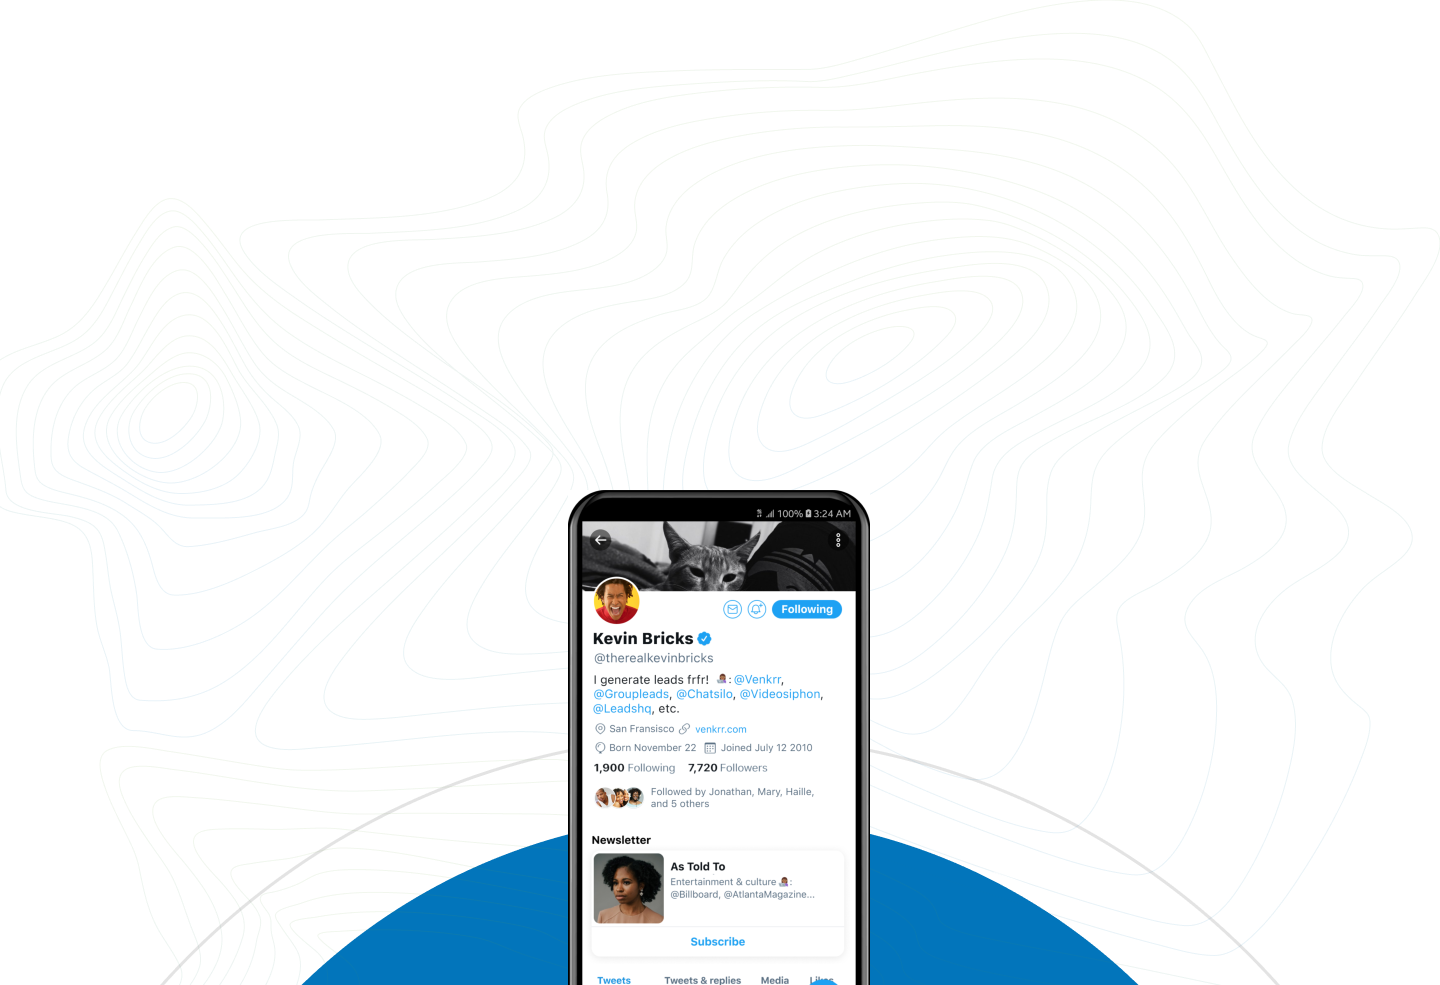 100% 3:24 AM
Following
Kevin Bricks
@therealkevinbricks
I generate leads frfr! : @Venkrr,
@Groupleads, @Chatsilo, @Videosiphon,
@Leadshq, etc.
San Fransisco venkrr.com
Born November 22 Joined July 12 2010
1,900 Following 7,720 Followers
Followed by Jonathan, Mary, Haille,
and 5 others
Newsletter
As Told To
Entertainment & culture :
@Billboard, @AtlantaMagazine...
Subscribe
Tweets Tweets & replies Media Likes